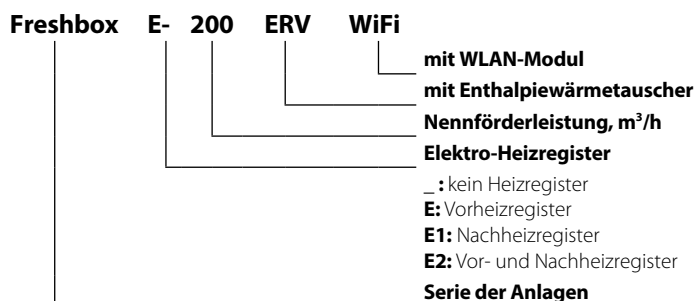 Freshbox E- 200 ERV WiFi
mit WLAN-Modul
mit Enthalpiewärmetauscher
Nennförderleistung, m³/h
Elektro-Heizregister
_ : kein Heizregister
E: Vorheizregister
E1: Nachheizregister
E2: Vor- und Nachheizregister
Serie der Anlagen